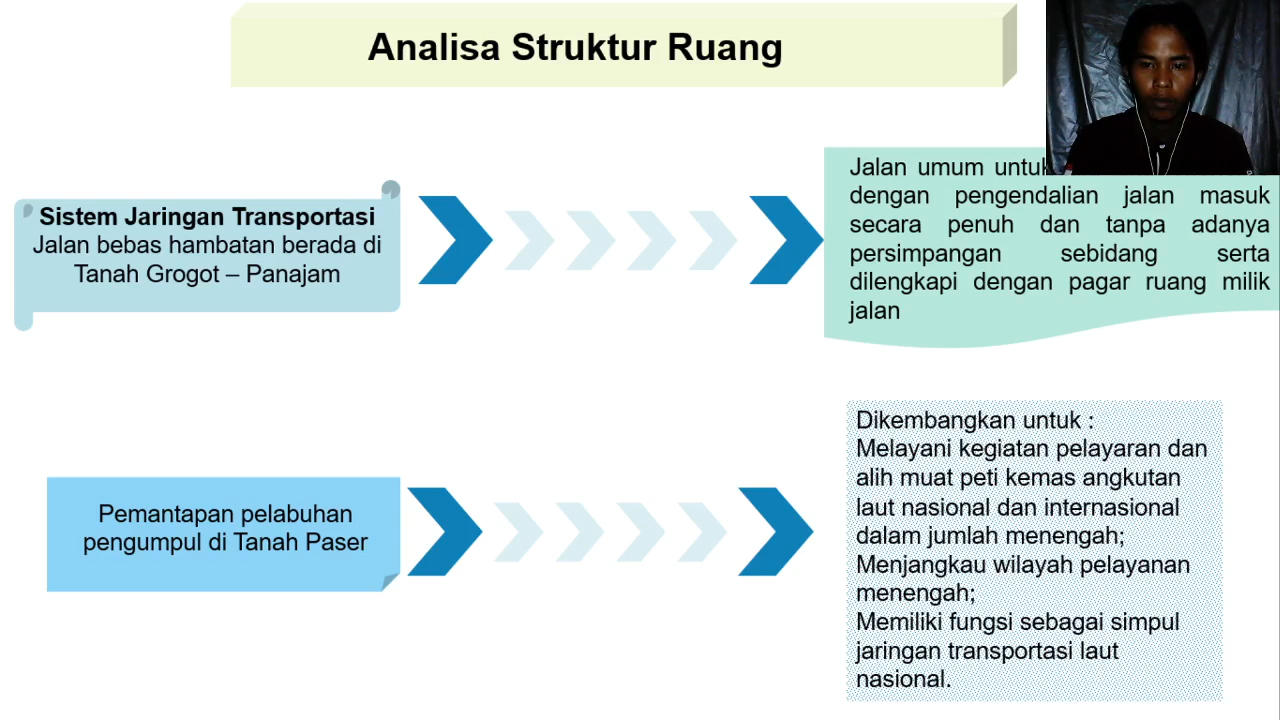 Analisa Struktur Ruang
Sistem Jaringan Transportasi
Jalan bebas hambatan berada di
Tanah Grogot – Panajam
Jalan umum untuk
dengan pengendalian jalan masuk
secara penuh dan tanpa adanya
persimpangan sebidang serta
dilengkapi dengan pagar ruang milik
jalan
Pemantapan pelabuhan
pengumpul di Tanah Paser
Dikembangkan untuk :
Melayani kegiatan pelayaran dan
alih muat peti kemas angkutan
laut nasional dan internasional
dalam jumlah menengah;
Menjangkau wilayah pelayanan
menengah;
Memiliki fungsi sebagai simpul
jaringan transportasi laut
nasional.